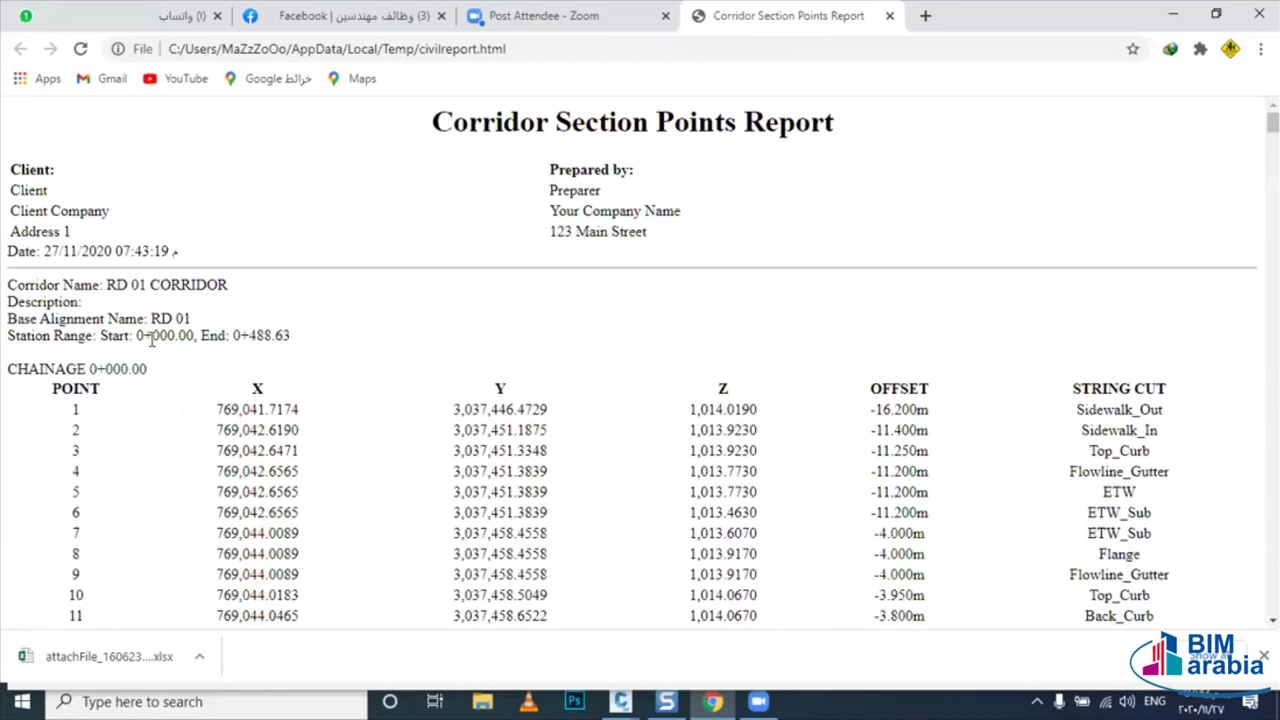 (1) واتساب
(3) وظائف مهندسين | Facebook
Post Attendee - Zoom
Corridor Section Points Report
File
C:/Users/MaZzZoOo/AppData/Local/Temp/civilreport.html
Apps
Gmail
YouTube
خرائط Google
Maps
Corridor Section Points Report
Client: Prepared by:
Client Preparer
Client Company Your Company Name
Address 1 123 Main Street
Date: 27/11/2020 07:43:19 م
Corridor Name: RD 01 CORRIDOR
Description:
Base Alignment Name: RD 01
Station Range: Start: 0+000.00, End: 0+488.63
CHAINAGE 0+000.00
POINT X Y Z OFFSET STRING CUT
1 769,041.7174 3,037,446.4729 1,014.0190 -16.200m Sidewalk_Out
2 769,042.6190 3,037,451.1875 1,013.9230 -11.400m Sidewalk_In
3 769,042.6471 3,037,451.3348 1,013.9230 -11.250m Top_Curb
4 769,042.6565 3,037,451.3839 1,013.7730 -11.200m Flowline_Gutter
5 769,042.6565 3,037,451.3839 1,013.7730 -11.200m ETW
6 769,042.6565 3,037,451.3839 1,013.4630 -11.200m ETW_Sub
7 769,044.0089 3,037,458.4558 1,013.6070 -4.000m ETW_Sub
8 769,044.0089 3,037,458.4558 1,013.9170 -4.000m Flange
9 769,044.0089 3,037,458.4558 1,013.9170 -4.000m Flowline_Gutter
10 769,044.0183 3,037,458.5049 1,014.0670 -3.950m Top_Curb
11 769,044.0465 3,037,458.6522 1,014.0670 -3.800m Back_Curb
attachFile_160623....xlsx
BIM
arabia
Type here to search
ENG
٢٠٢٠/١١/٢٧